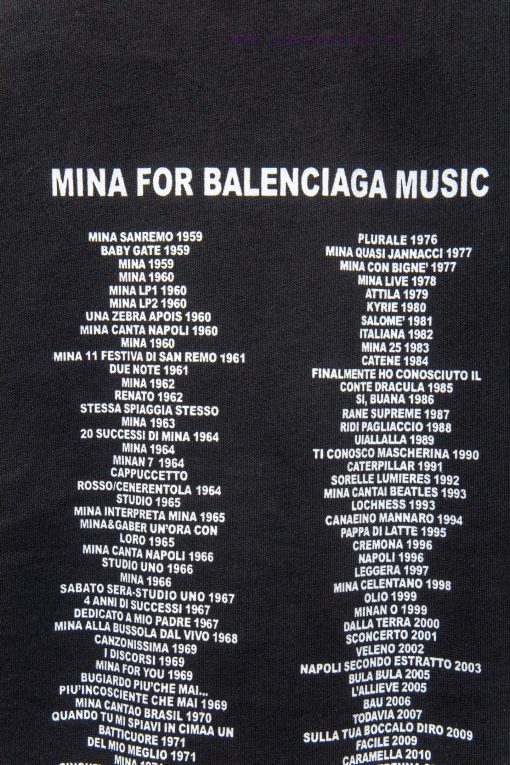 MINA FOR BALENCIAGA MUSIC
MINA SANREMO 1959
BABY GATE 1959
MINA 1959
MINA 1960
MINA LP1 1960
MINA LP2 1960
UNA ZEBRA APOIS 1960
MINA CANTA NAPOLI 1960
MINA 1960
MINA 11 FESTIVA DI SAN REMO 1961
DUE NOTE 1961
MINA 1962
RENATO 1962
STESSA SPIAGGIA STESSO
MINA 1963
20 SUCCESSI DI MINA 1964
MINA 1964
MINAN 7 1964
CAPPUCCETTO
ROSSO/CENERENTOLA 1964
STUDIO 1965
MINA INTERPRETA MINA 1965
MINA&GABER UN'ORA CON
LORO 1965
MINA CANTA NAPOLI 1966
STUDIO UNO 1966
MINA 1966
SABATO SERA-STUDIO UNO 1967
4 ANNI DI SUCCESSI 1967
DEDICATO A MIO PADRE 1967
MINA ALLA BUSSOLA DAL VIVO 1968
CANZONISSIMA 1969
I DISCORSI 1969
MINA FOR YOU 1969
BUGIARDO PIU'CHE MAI...
PIU'INCOSCIENTE CHE MAI 1969
MINA CANTAO BRASIL 1970
QUANDO TU MI SPIAVI IN CIMAA UN
BATTICUORE 1971
DEL MIO MEGLIO 1971
PLURALE 1976
MINA QUASI JANNACCI 1977
MINA CON BIGNE' 1977
MINA LIVE 1978
ATTILA 1979
KYRIE 1980
SALOME' 1981
ITALIANA 1982
MINA 25 1983
CATENE 1984
FINALMENTE HO CONOSCIUTO IL
CONTE DRACULA 1985
SI, BUANA 1986
RANE SUPREME 1987
RIDI PAGLIACCIO 1988
UIALLALLA 1989
TI CONOSCO MASCHERINA 1990
CATERPILLAR 1991
SORELLE LUMIERES 1992
MINA CANTAI BEATLES 1993
LOCHNESS 1993
CANAEINO MANNARO 1994
PAPPA DI LATTE 1995
CREMONA 1996
NAPOLI 1996
LEGGERA 1997
MINA CELENTANO 1998
OLIO 1999
MINAN O 1999
DALLA TERRA 2000
SCONCERTO 2001
VELENO 2002
NAPOLI SECONDO ESTRATTO 2003
BULA BULA 2005
L'ALLIEVE 2005
BAU 2006
TODAVIA 2007
SULLA TUA BOCCALO DIRO 2009
FACILE 2009
CARAMELLA 2010